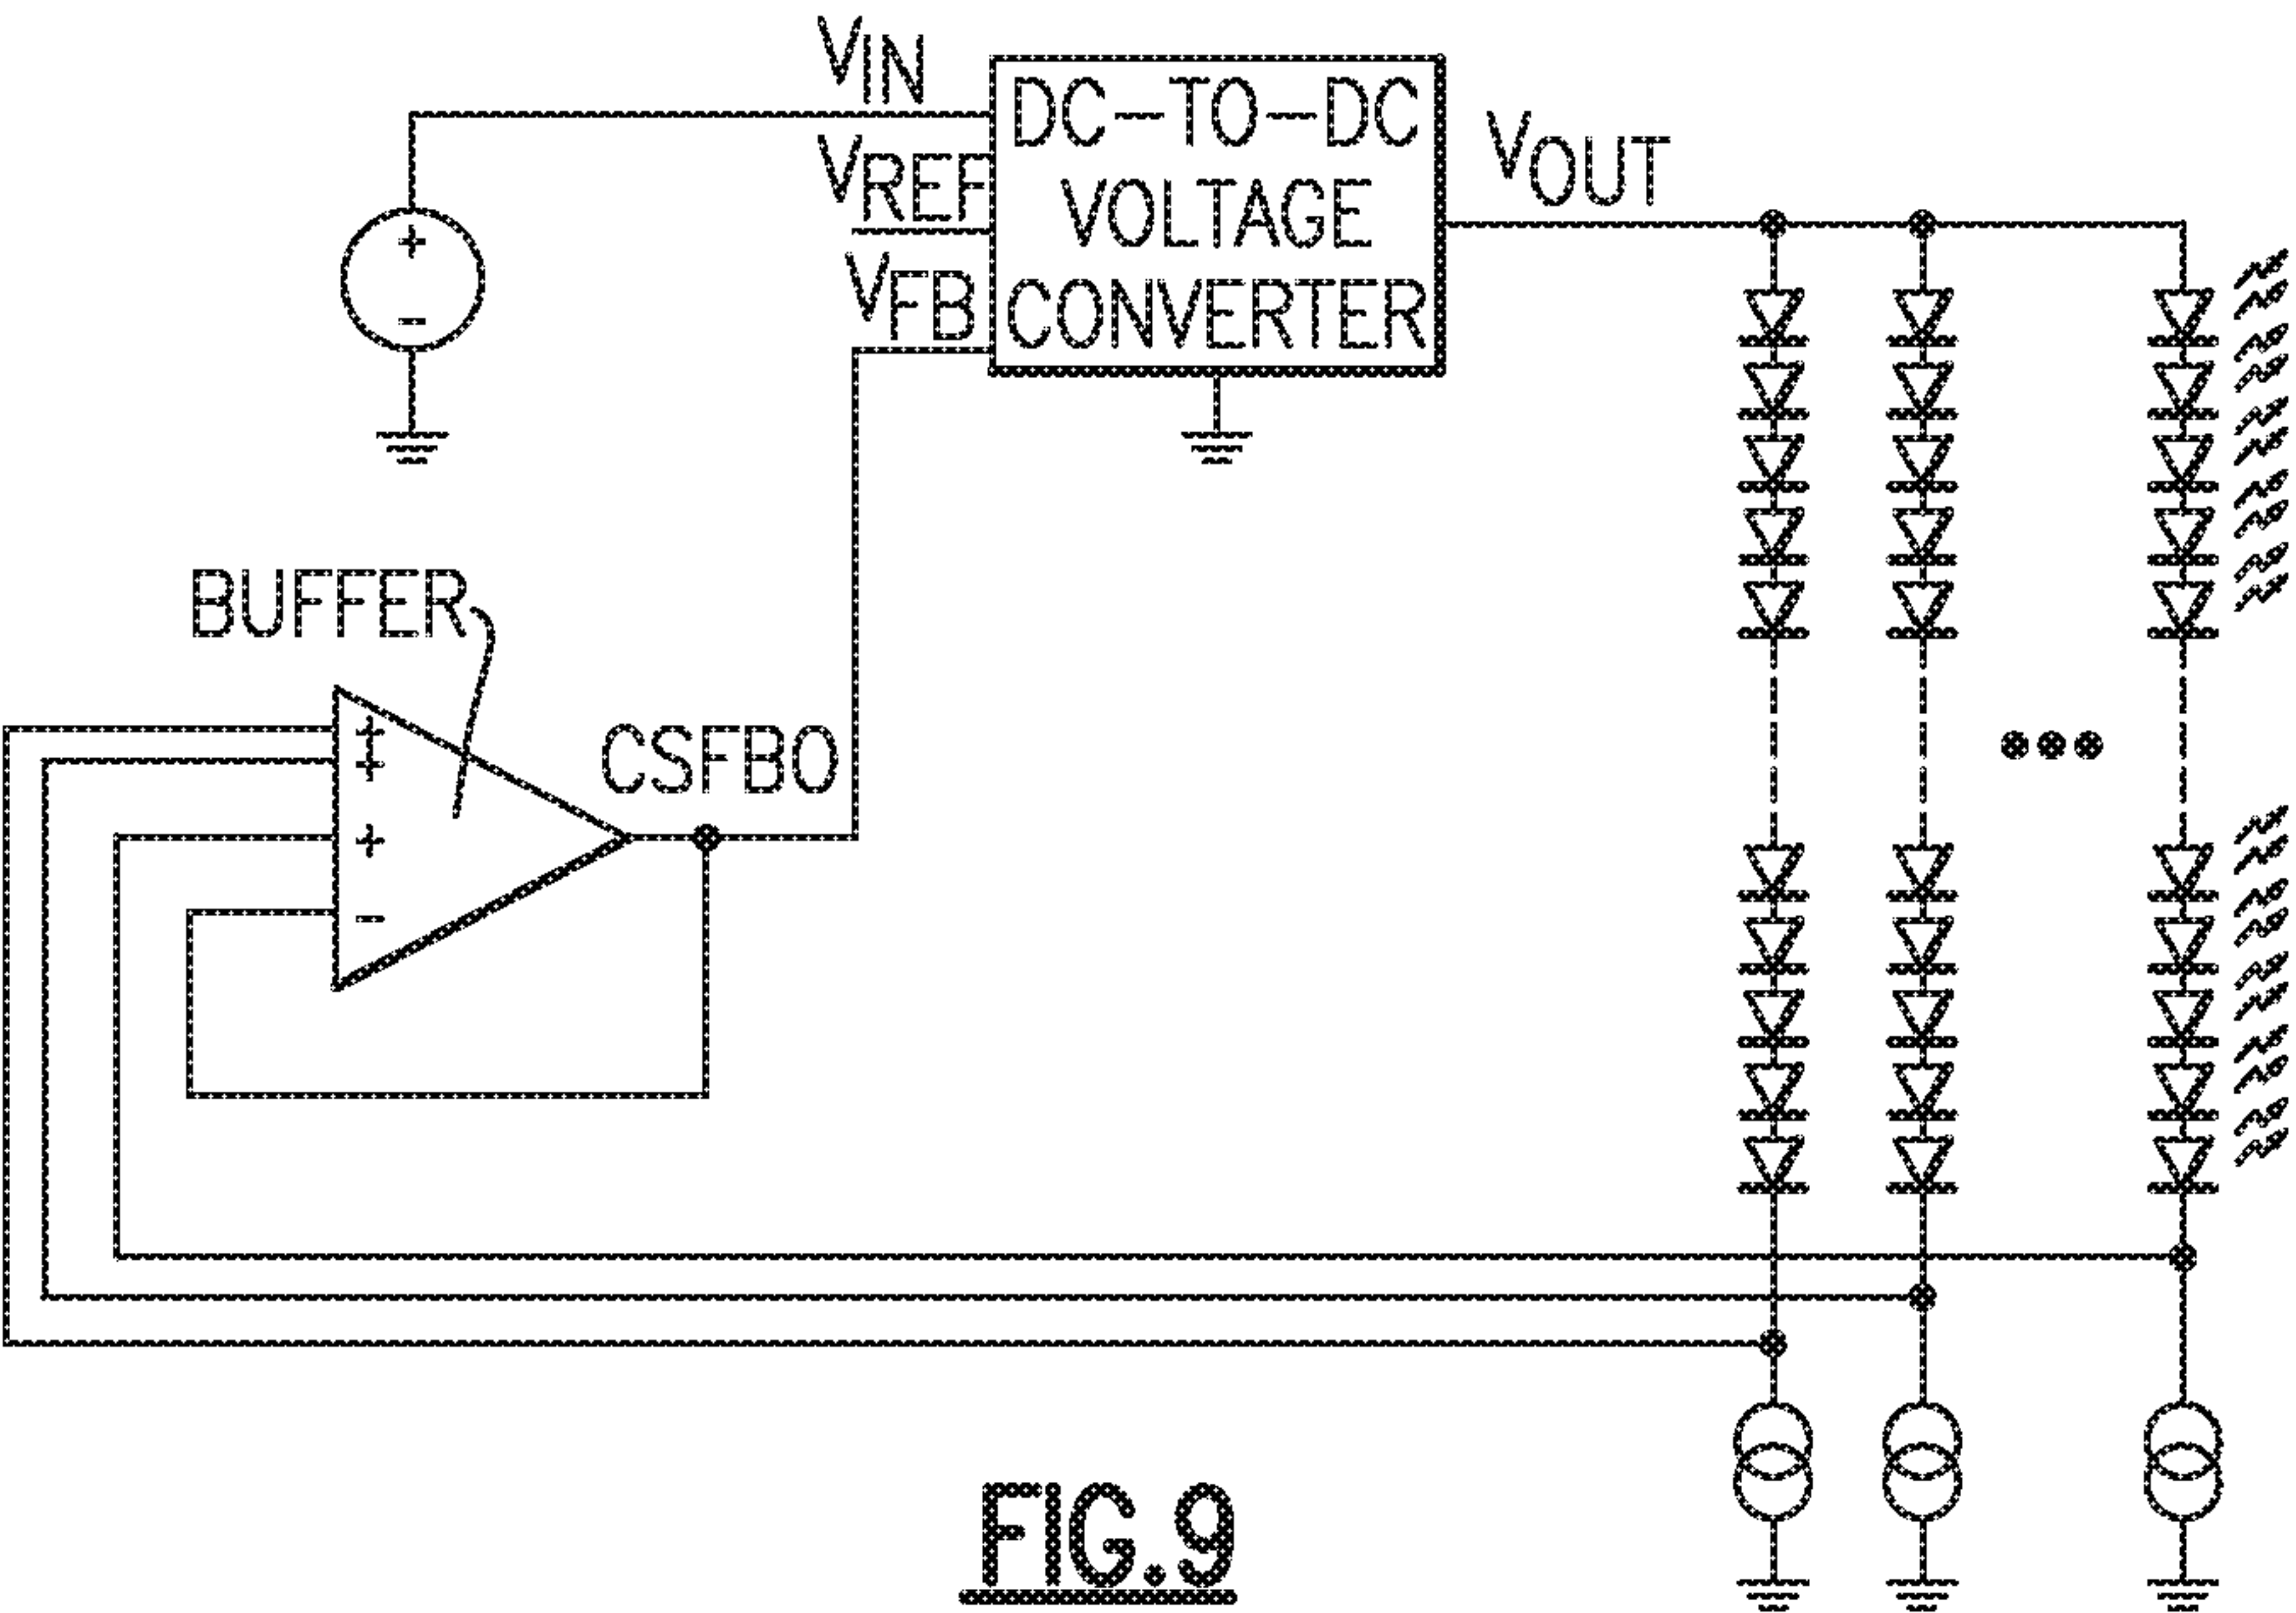 VIN
VREF
VFB
DC-TO-DC
VOLTAGE
CONVERTER
VOUT
BUFFER
CSFBO
+
-
+
+
+
-
FIG.9